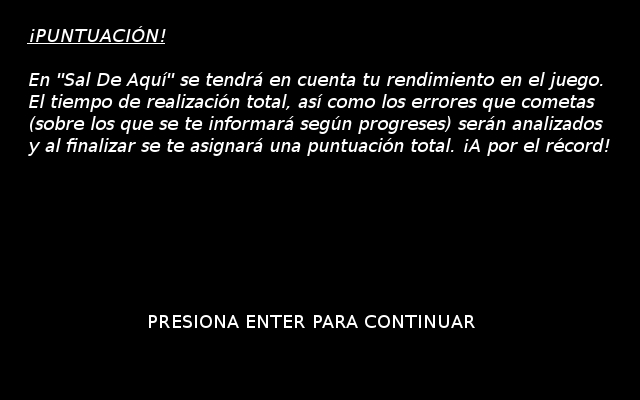 ¡PUNTUACIÓN!
En "Sal De Aquí" se tendrá en cuenta tu rendimiento en el juego.
El tiempo de realización total, así como los errores que cometas
(sobre los que se te informará según progreses) serán analizados
y al finalizar se te asignará una puntuación total. ¡A por el récord!
PRESIONA ENTER PARA CONTINUAR